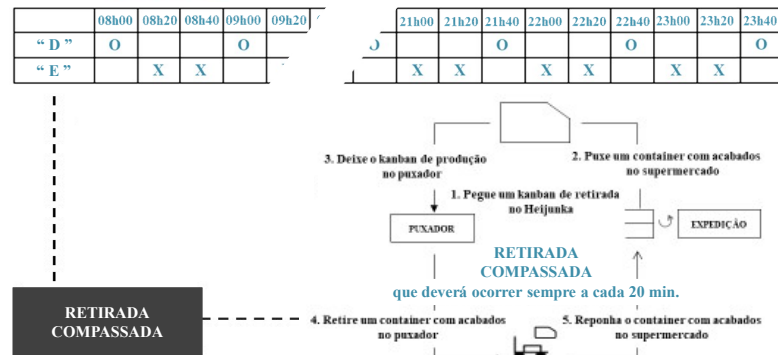 08h00 08h20 08h40 09h00 09h20 21h00 21h20 21h40 22h00 22h20 22h40 23h00 23h20 23h40
“ D ” O O O O O
“ E ” X X X X X X X X
3. Deixe o kanban de produção
no puxador
2. Puxe um container com acabados
no supermercado
1. Pegue um kanban de retirada
no Heijunka
PUXADOR
EXPEDIÇÃO
RETIRADA
COMPASSADA
que deverá ocorrer sempre a cada 20 min.
RETIRADA
COMPASSADA
4. Retire um container com acabados
no puxador
5. Reponha o container com acabados
no supermercado